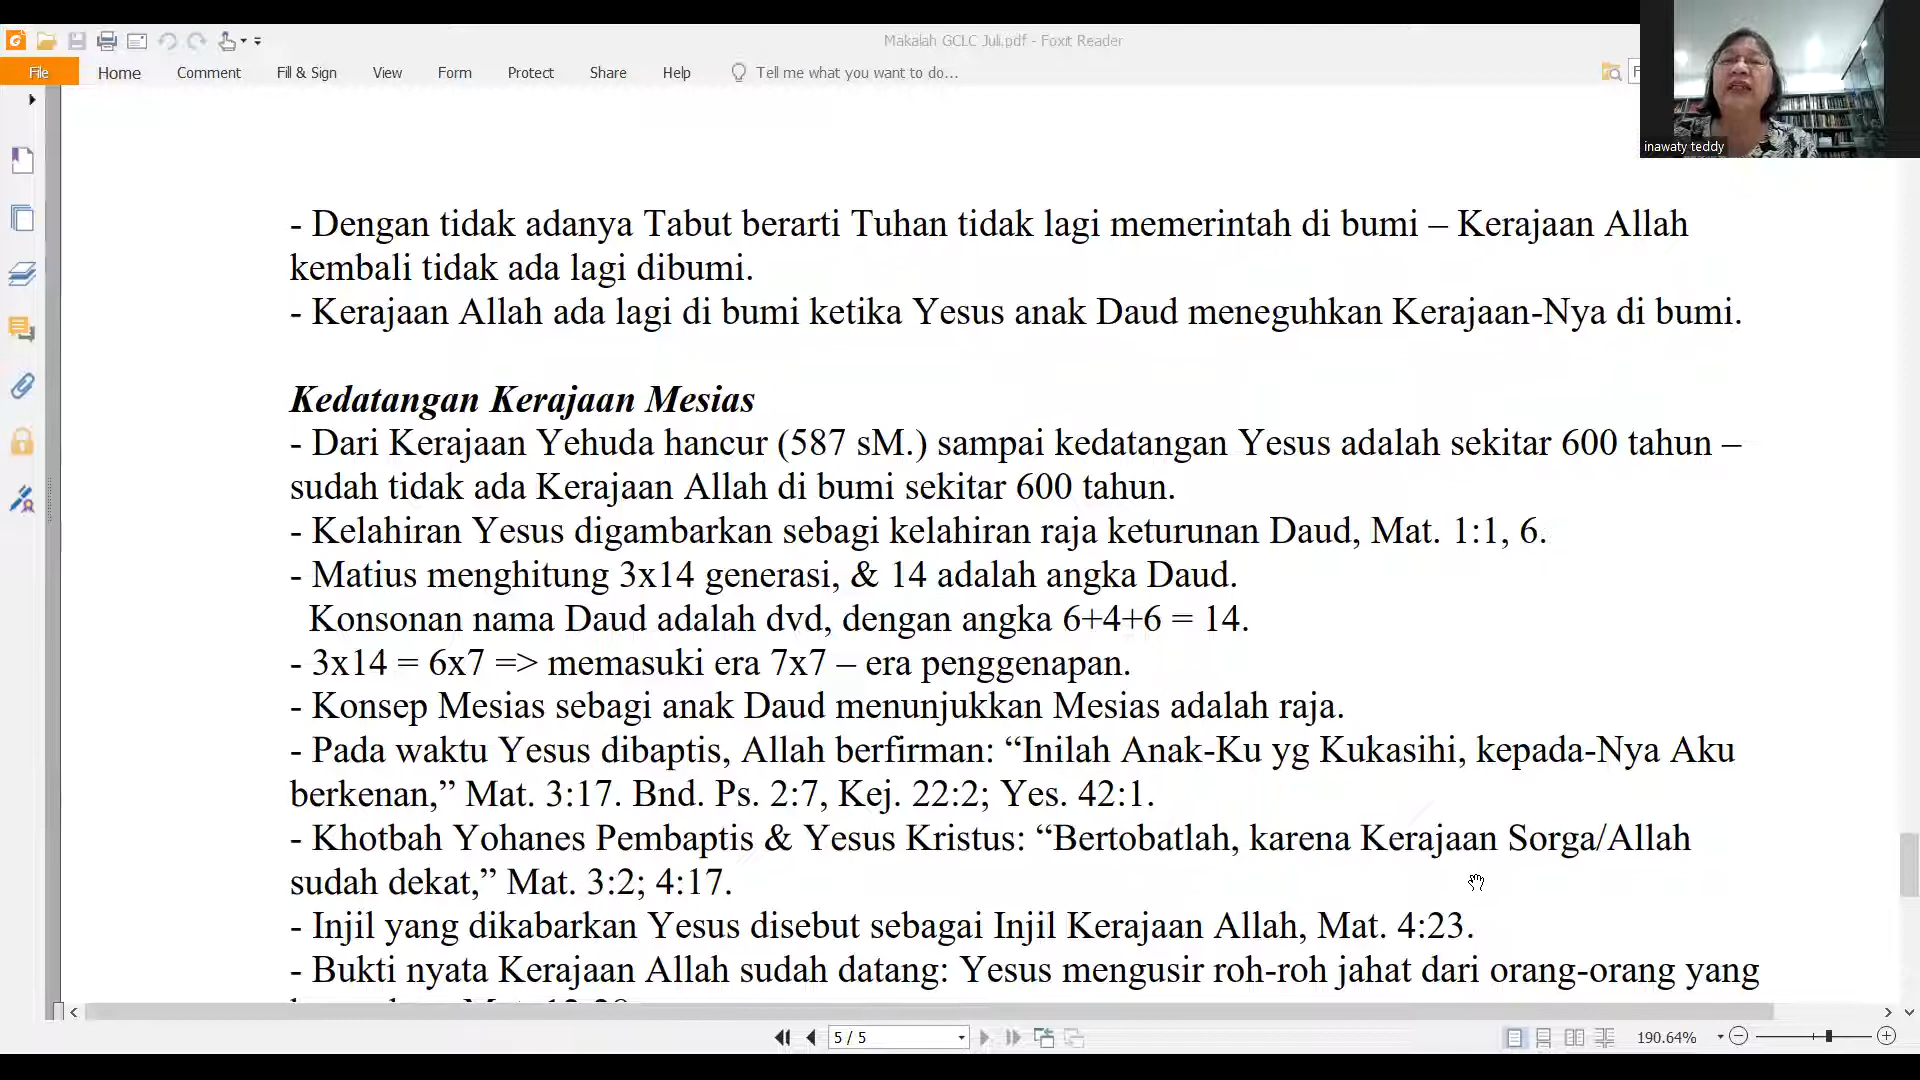 Makalah GCLC Juli.pdf - Foxit Reader
File Home Comment Fill & Sign View Form Protect Share Help Tell me what you want to do...
inawaty teddy
- Dengan tidak adanya Tabut berarti Tuhan tidak lagi memerintah di bumi – Kerajaan Allah
kembali tidak ada lagi dibumi.
- Kerajaan Allah ada lagi di bumi ketika Yesus anak Daud meneguhkan Kerajaan-Nya di bumi.
Kedatangan Kerajaan Mesias
- Dari Kerajaan Yehuda hancur (587 sM.) sampai kedatangan Yesus adalah sekitar 600 tahun –
sudah tidak ada Kerajaan Allah di bumi sekitar 600 tahun.
- Kelahiran Yesus digambarkan sebagi kelahiran raja keturunan Daud, Mat. 1:1, 6.
- Matius menghitung 3x14 generasi, & 14 adalah angka Daud.
Konsonan nama Daud adalah dvd, dengan angka 6+4+6 = 14.
- 3x14 = 6x7 => memasuki era 7x7 – era penggenapan.
- Konsep Mesias sebagi anak Daud menunjukkan Mesias adalah raja.
- Pada waktu Yesus dibaptis, Allah berfirman: “Inilah Anak-Ku yg Kukasihi, kepada-Nya Aku
berkenan,” Mat. 3:17. Bnd. Ps. 2:7, Kej. 22:2; Yes. 42:1.
- Khotbah Yohanes Pembaptis & Yesus Kristus: “Bertobatlah, karena Kerajaan Sorga/Allah
sudah dekat,” Mat. 3:2; 4:17.
- Injil yang dikabarkan Yesus disebut sebagai Injil Kerajaan Allah, Mat. 4:23.
- Bukti nyata Kerajaan Allah sudah datang: Yesus mengusir roh-roh jahat dari orang-orang yang
5 / 5
190.64%